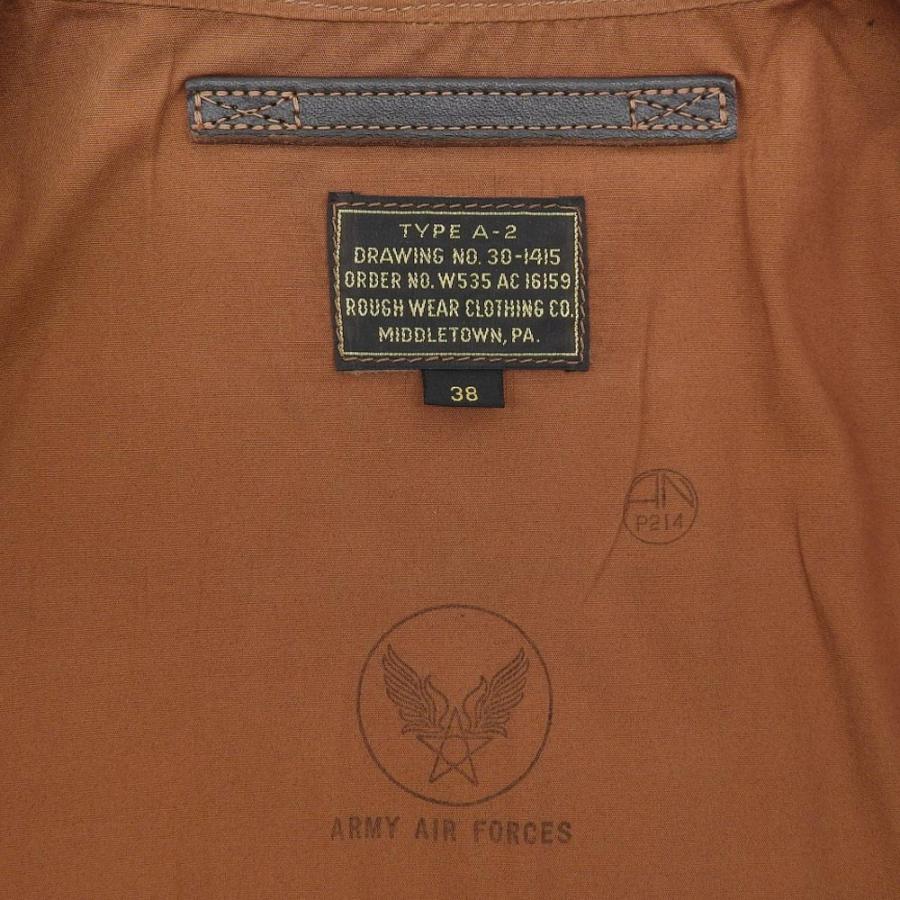 TYPE A-2
DRAWING NO. 30-1415
ORDER NO. W535 AC 16159
ROUGH WEAR CLOTHING CO.
MIDDLETOWN, PA.
38
AN
P214
ARMY AIR FORCES